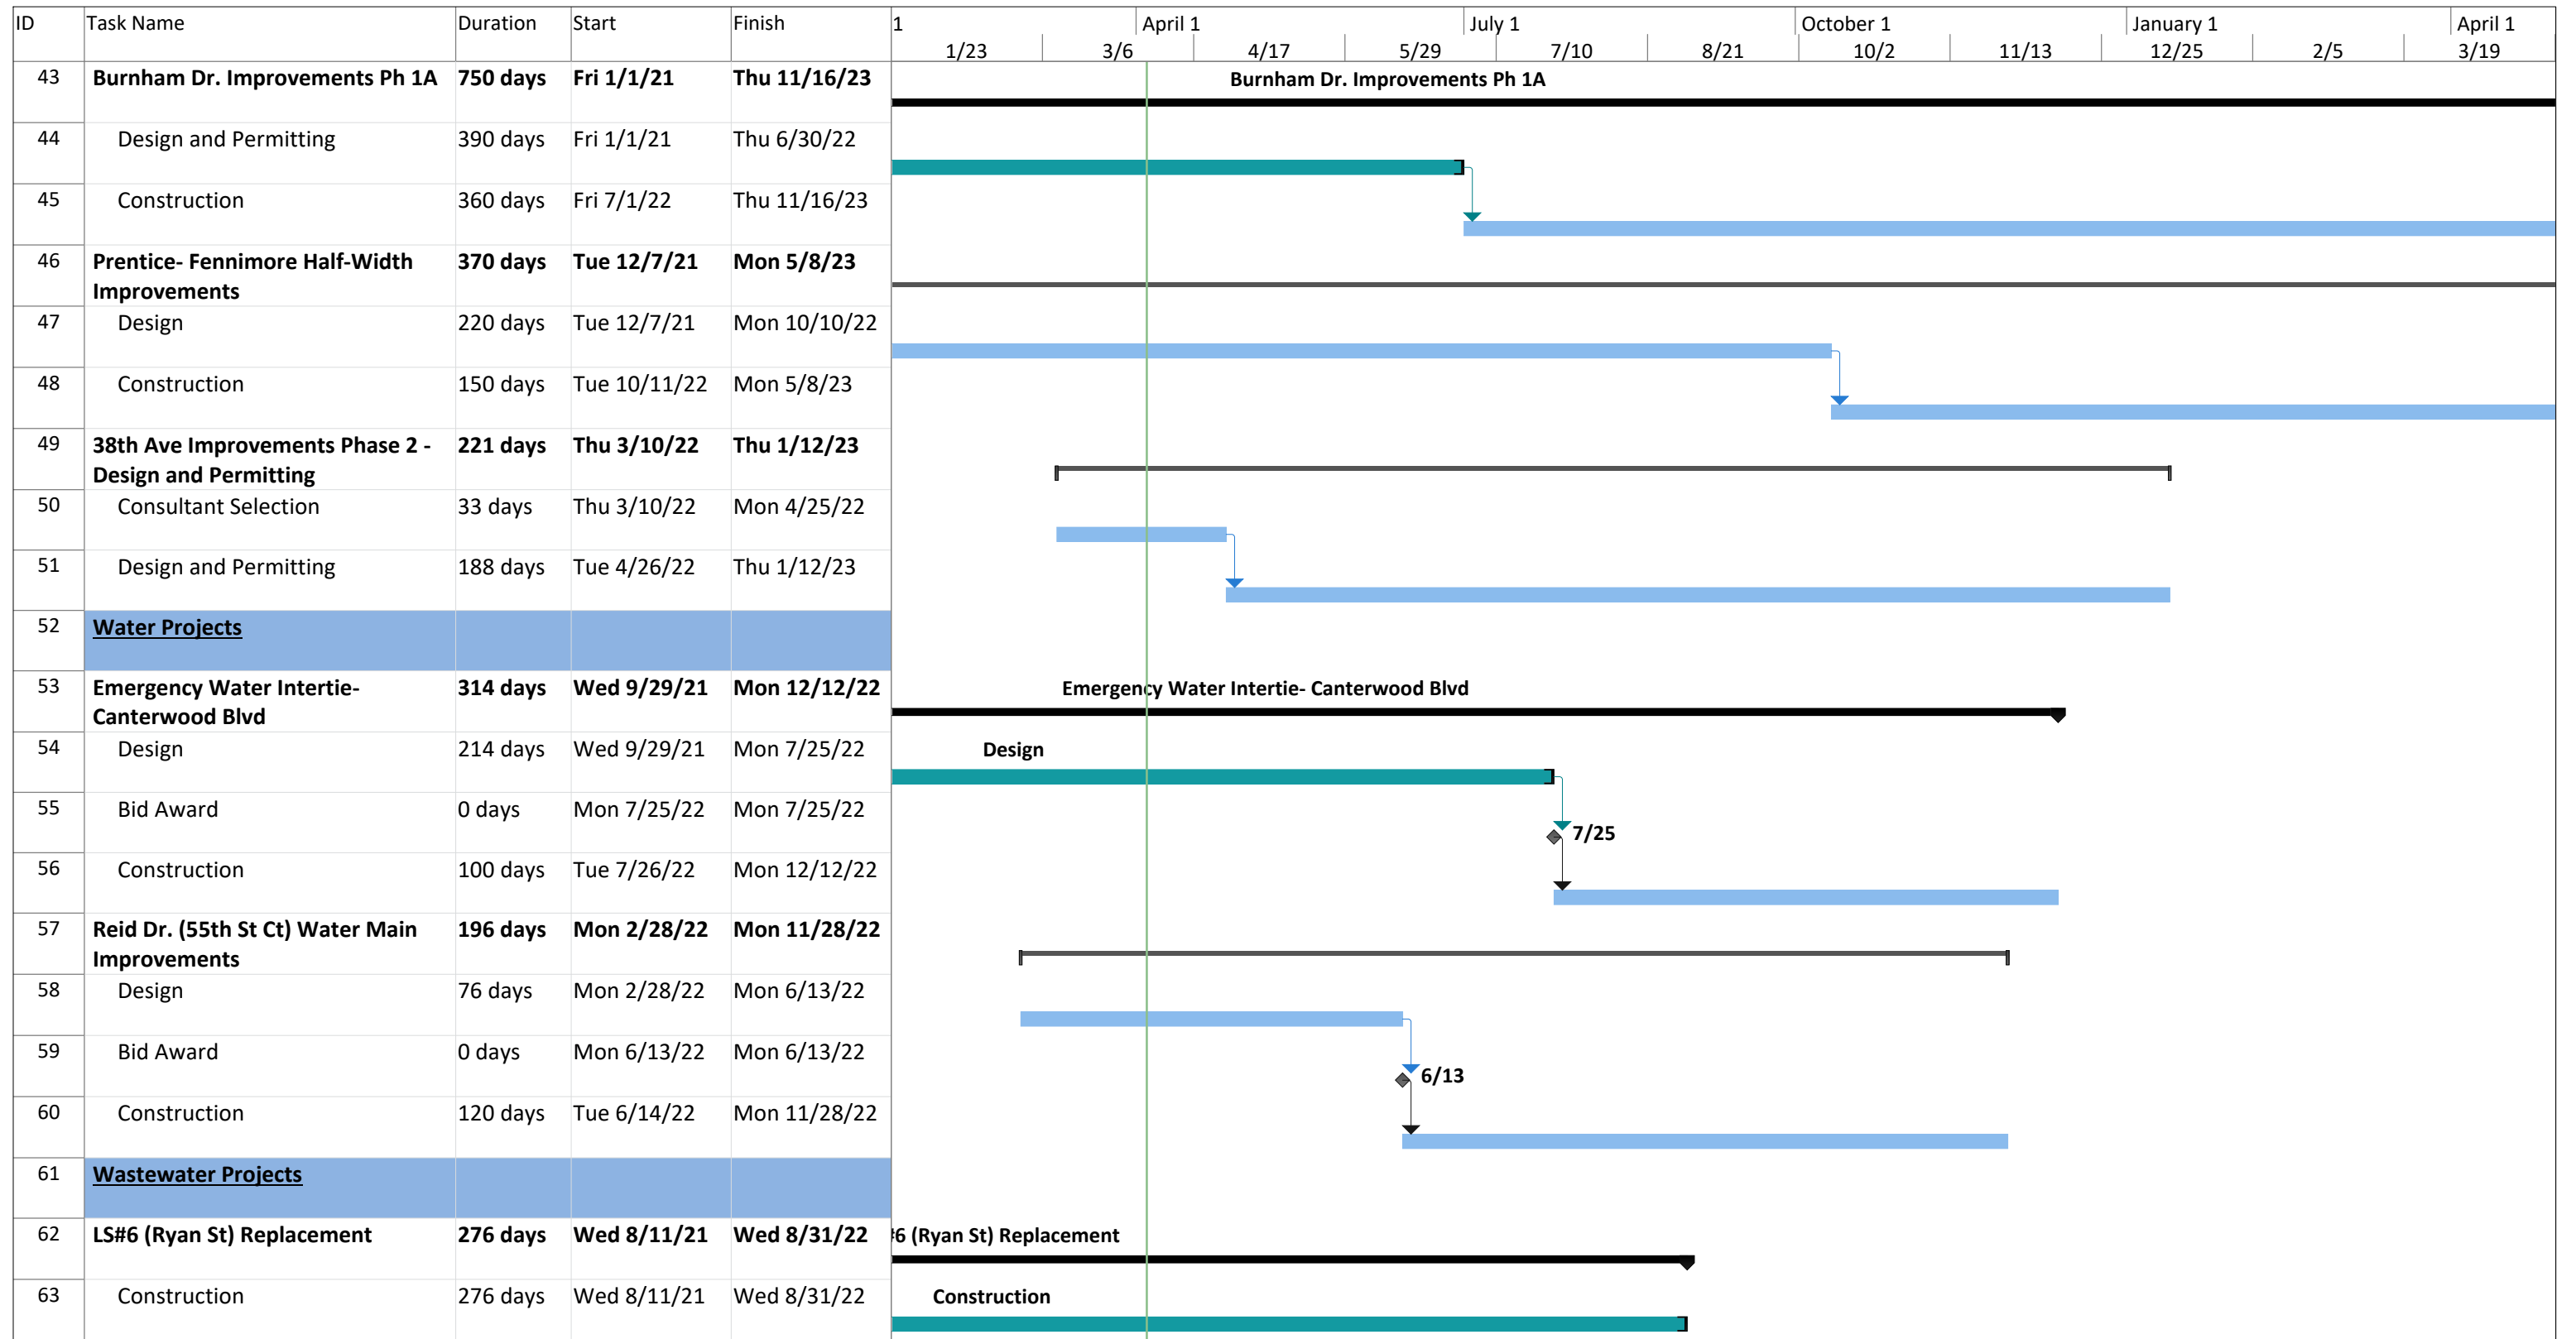 ID Task Name Duration Start Finish 1 April 1 July 1 October 1 January 1 April 1
1/23 3/6 4/17 5/29 7/10 8/21 10/2 11/13 12/25 2/5 3/19
43 Burnham Dr. Improvements Ph 1A 750 days Fri 1/1/21 Thu 11/16/23 Burnham Dr. Improvements Ph 1A
44 Design and Permitting 390 days Fri 1/1/21 Thu 6/30/22
45 Construction 360 days Fri 7/1/22 Thu 11/16/23
46 Prentice- Fennimore Half-Width 370 days Tue 12/7/21 Mon 5/8/23
Improvements
47 Design 220 days Tue 12/7/21 Mon 10/10/22
48 Construction 150 days Tue 10/11/22 Mon 5/8/23
49 38th Ave Improvements Phase 2 - 221 days Thu 3/10/22 Thu 1/12/23
Design and Permitting
50 Consultant Selection 33 days Thu 3/10/22 Mon 4/25/22
51 Design and Permitting 188 days Tue 4/26/22 Thu 1/12/23
52 Water Projects
53 Emergency Water Intertie- 314 days Wed 9/29/21 Mon 12/12/22 Emergency Water Intertie- Canterwood Blvd
Canterwood Blvd
54 Design 214 days Wed 9/29/21 Mon 7/25/22 Design
55 Bid Award 0 days Mon 7/25/22 Mon 7/25/22
7/25
56 Construction 100 days Tue 7/26/22 Mon 12/12/22
57 Reid Dr. (55th St Ct) Water Main 196 days Mon 2/28/22 Mon 11/28/22
Improvements
58 Design 76 days Mon 2/28/22 Mon 6/13/22
59 Bid Award 0 days Mon 6/13/22 Mon 6/13/22
6/13
60 Construction 120 days Tue 6/14/22 Mon 11/28/22
61 Wastewater Projects
62 LS#6 (Ryan St) Replacement 276 days Wed 8/11/21 Wed 8/31/22 #6 (Ryan St) Replacement
63 Construction 276 days Wed 8/11/21 Wed 8/31/22 Construction